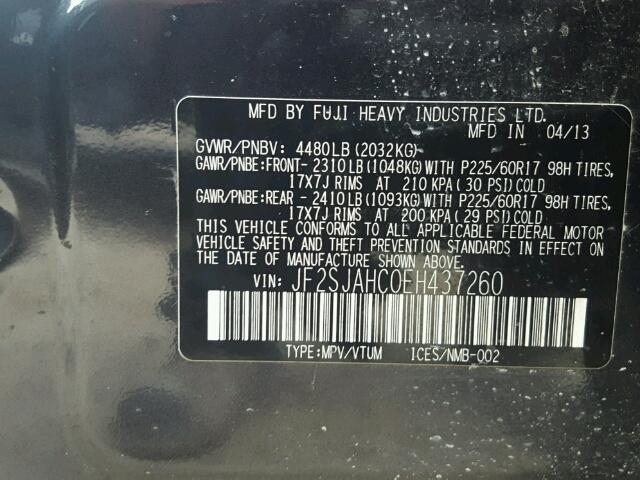 MFD BY FUJI HEAVY INDUSTRIES LTD.
MFD IN 04/13
GVWR/PNBV: 4480LB(2032KG)
GAWR/PNBE:FRONT-2310LB(1048KG)WITH P225/60R17 98H TIRES,
17X7J RIMS AT 210 KPA(30 PSI)COLD
GAWR/PNBE:REAR -2410LB(1093KG)WITH P225/60R17 98H TIRES,
17X7J RIMS AT 200 KPA(29 PSI)COLD
THIS VEHICLE CONFORMS TO ALL APPLICABLE FEDERAL MOTOR
VEHICLE SAFETY AND THEFT PREVENTION STANDARDS IN EFFECT ON
THE DATE OF MANUFACTURE SHOWN ABOVE.
VIN: JF2SJAHC0EH437260
TYPE:MPV/VTUM 1CES/NMB-002